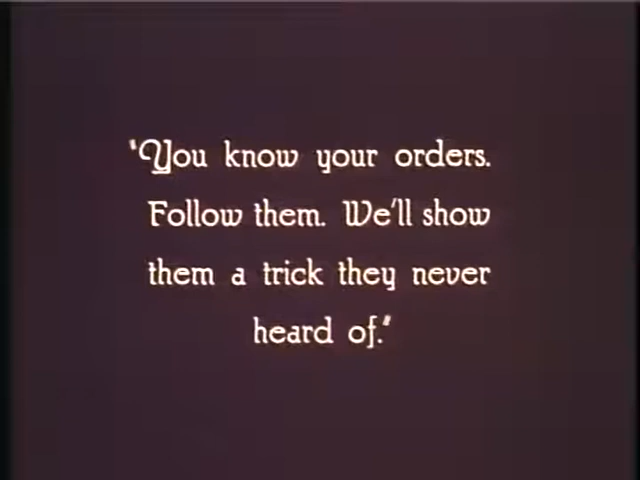 "You know your orders.
Follow them. We'll show
them a trick they never
heard of."